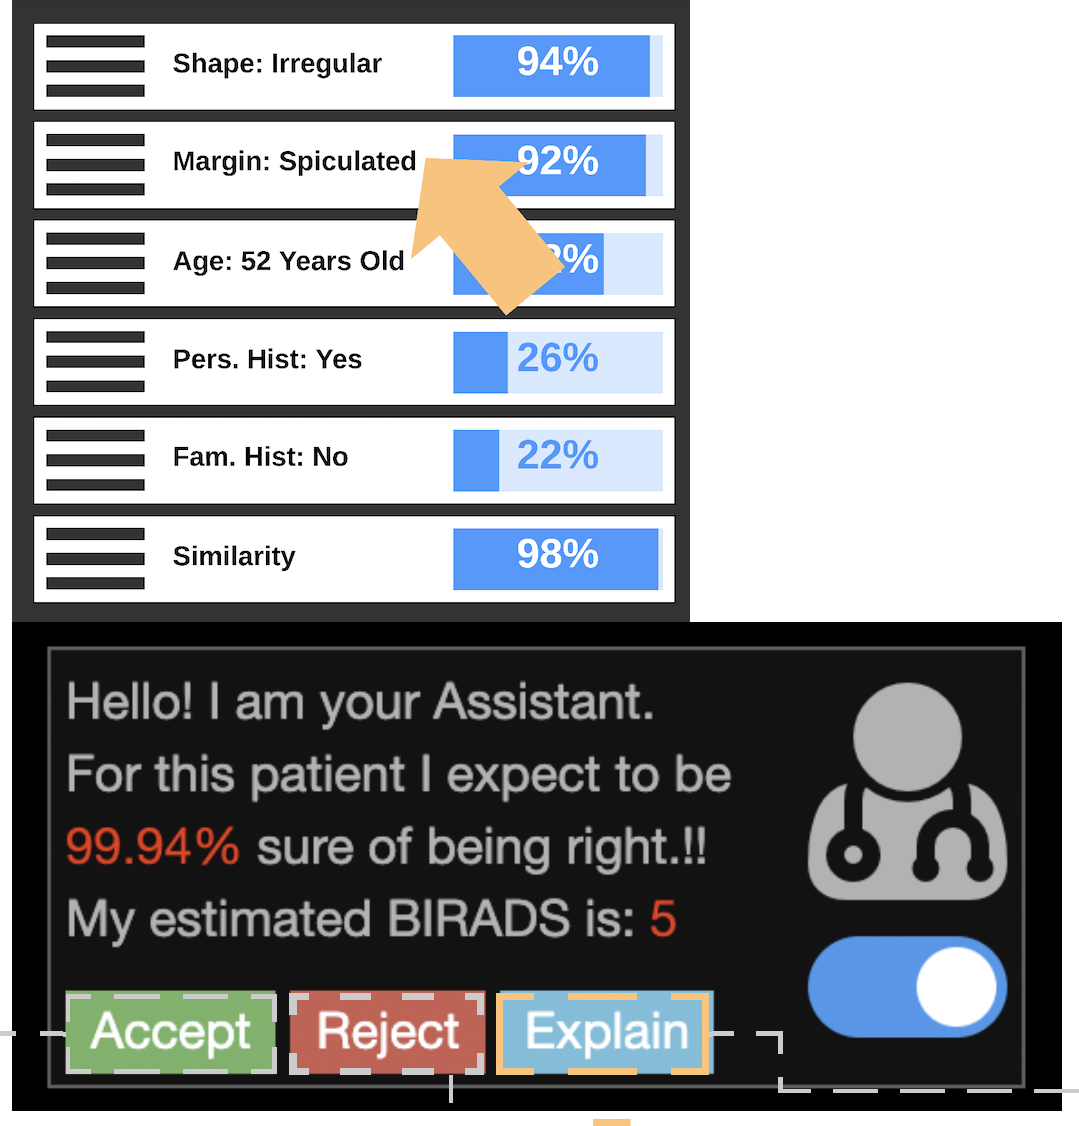 Shape: Irregular 94%
Margin: Spiculated 92%
Age: 52 Years Old
Pers. Hist: Yes 26%
Fam. Hist: No 22%
Similarity 98%
Hello! I am your Assistant.
For this patient I expect to be
99.94% sure of being right.!!
My estimated BIRADS is: 5
Accept Reject Explain